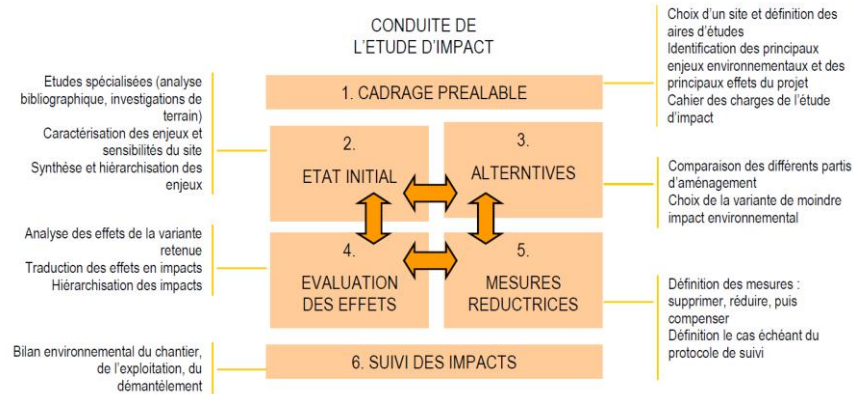 CONDUITE DE
L'ETUDE D'IMPACT
Choix d'un site et définition des
aires d'études
Identification des principaux
enjeux environnementaux et des
principaux effets du projet
Cahier des charges de l'étude
d'impact
1. CADRAGE PREALABLE
Etudes spécialisées (analyse
bibliographique, investigations de
terrain)
Caractérisation des enjeux et
sensibilités du site
Synthèse et hiérarchisation des
enjeux
2.
ETAT INITIAL
3.
ALTERNTIVES
Comparaison des différents partis
d'aménagement
Choix de la variante de moindre
impact environnemental
Analyse des effets de la variante
retenue
Traduction des effets en impacts
Hiérarchisation des impacts
4.
EVALUATION
DES EFFETS
5.
MESURES
REDUCTRICES
Définition des mesures :
supprimer, réduire, puis
compenser
Définition le cas échéant du
protocole de suivi
Bilan environnemental du chantier,
de l'exploitation, du
démantèlement
6. SUIVI DES IMPACTS